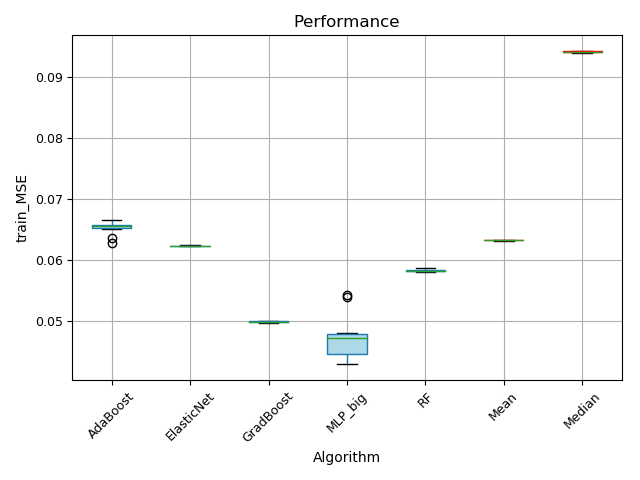 Performance
train_MSE
0.09
0.08
0.07
0.06
0.05
AdaBoost
ElasticNet
GradBoost
MLP_big
RF
Mean
Median
Algorithm